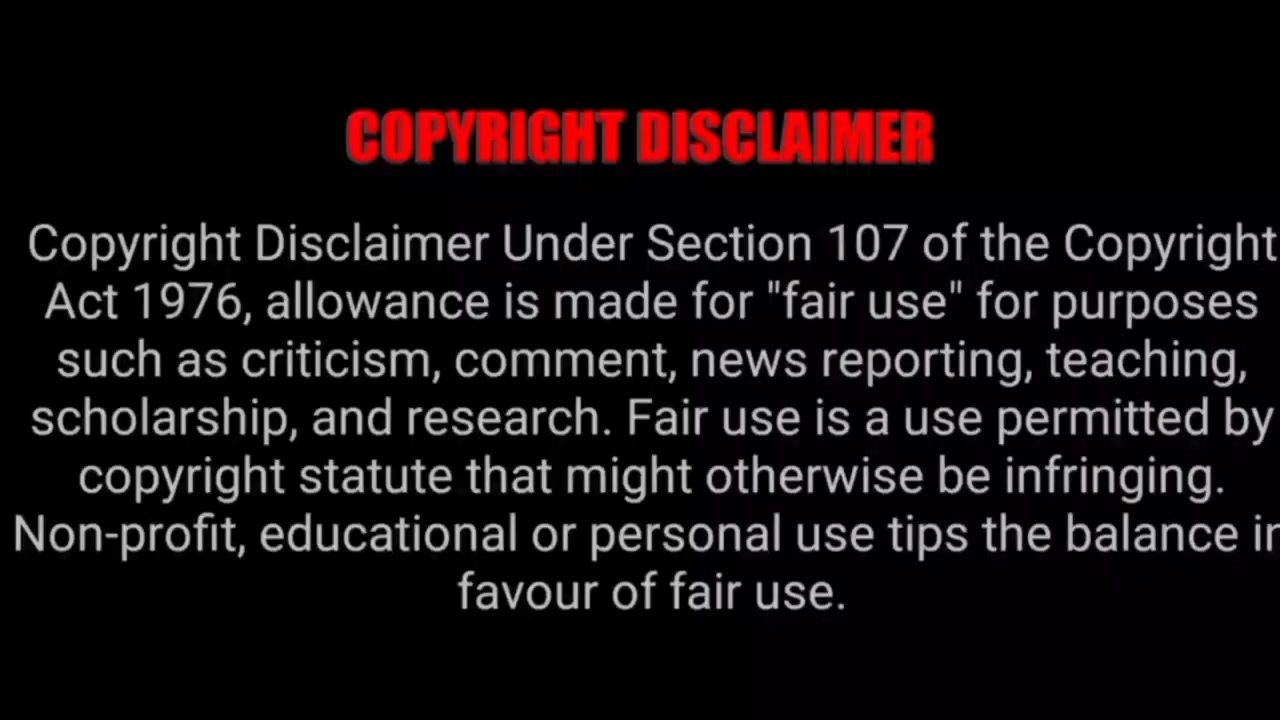 COPYRIGHT DISCLAIMER
Copyright Disclaimer Under Section 107 of the Copyright
Act 1976, allowance is made for "fair use" for purposes
such as criticism, comment, news reporting, teaching,
scholarship, and research. Fair use is a use permitted by
copyright statute that might otherwise be infringing.
Non-profit, educational or personal use tips the balance in
favour of fair use.